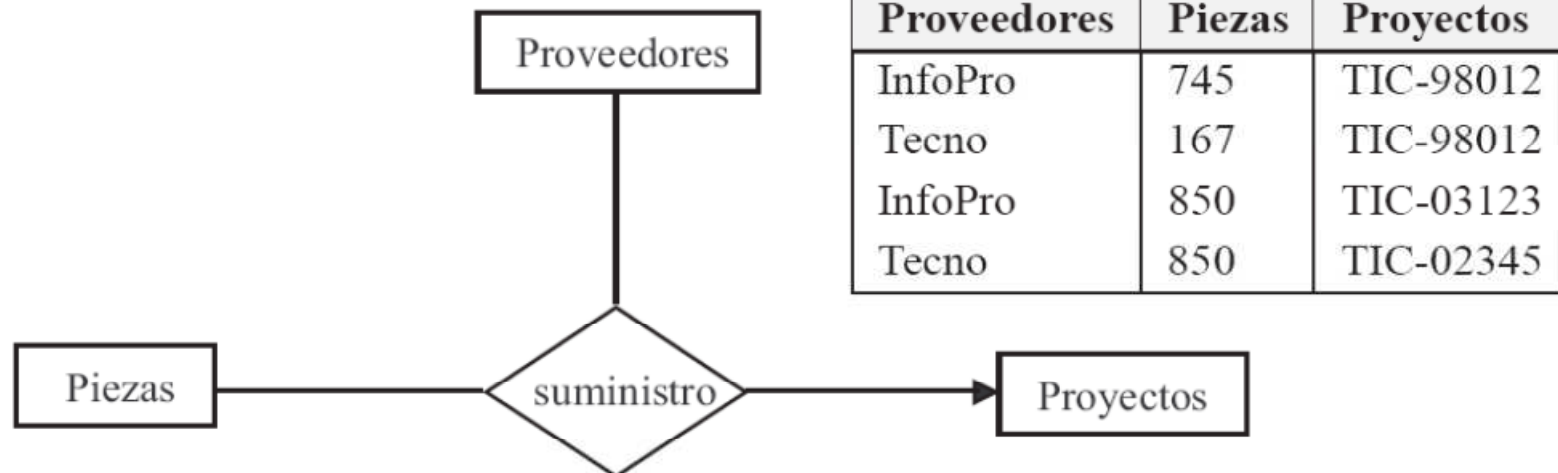 Proveedores
Proveedores Piezas Proyectos
InfoPro 745 TIC-98012
Tecno 167 TIC-98012
InfoPro 850 TIC-03123
Tecno 850 TIC-02345
Piezas
suministro
Proyectos